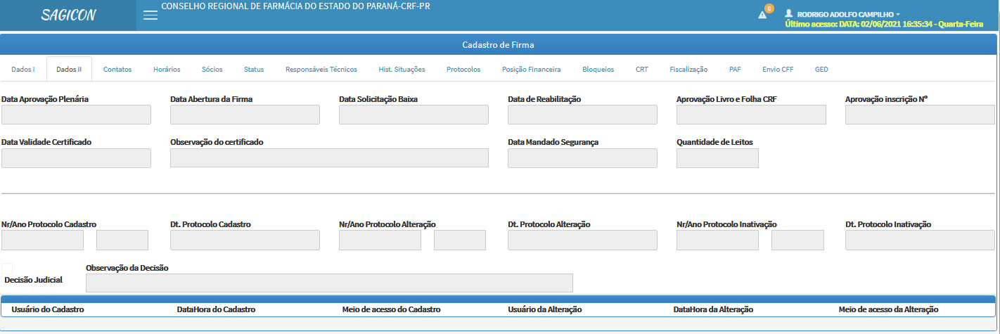 SAGICON
CONSELHO REGIONAL DE FARMÁCIA DO ESTADO DO PARANÁ-CRF-PR
0
RODRIGO ADOLFO CAMPILHO
Último acesso: DATA: 02/06/2021 16:35:34 - Quarta-Feira
Cadastro de Firma
Dados I Dados II Contatos Horários Sócios Status Responsáveis Técnicos Hist. Situações Protocolos Posição Financeira Bloqueios CRT Fiscalização PAF Envio CFF GED
Data Aprovação Plenária Data Abertura da Firma Data Solicitação Baixa Data de Reabilitação Aprovação Livro e Folha CRF Aprovação inscrição Nº
Data Validade Certificado Observação do certificado Data Mandado Segurança Quantidade de Leitos
Nr/Ano Protocolo Cadastro Dt. Protocolo Cadastro Nr/Ano Protocolo Alteração Dt. Protocolo Alteração Nr/Ano Protocolo Inativação Dt. Protocolo Inativação
Observação da Decisão
Decisão Judicial
Usuário do Cadastro DataHora do Cadastro Meio de acesso do Cadastro Usuário da Alteração DataHora da Alteração Meio de acesso da Alteração